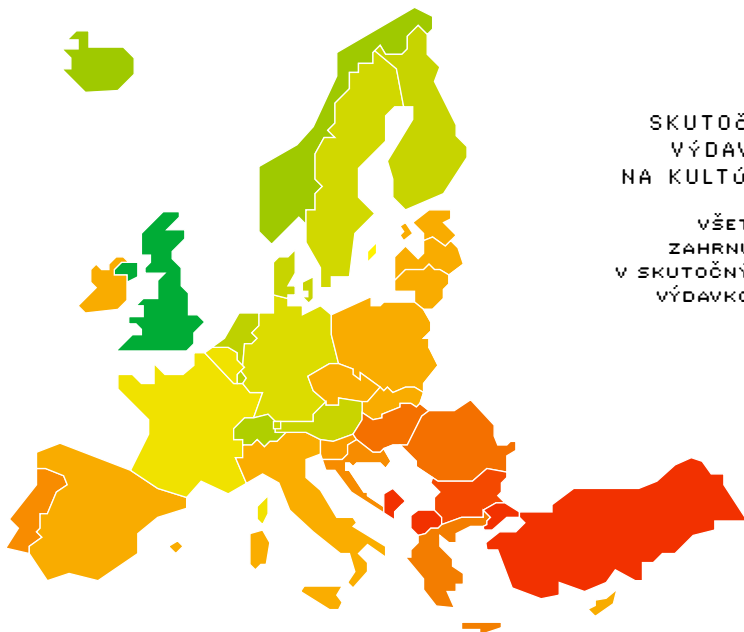 SKUTOČ
VÝDAV
NA KULTÚ
VŠET
ZAHRNU
V SKUTOČNÝ
VÝDAVKO